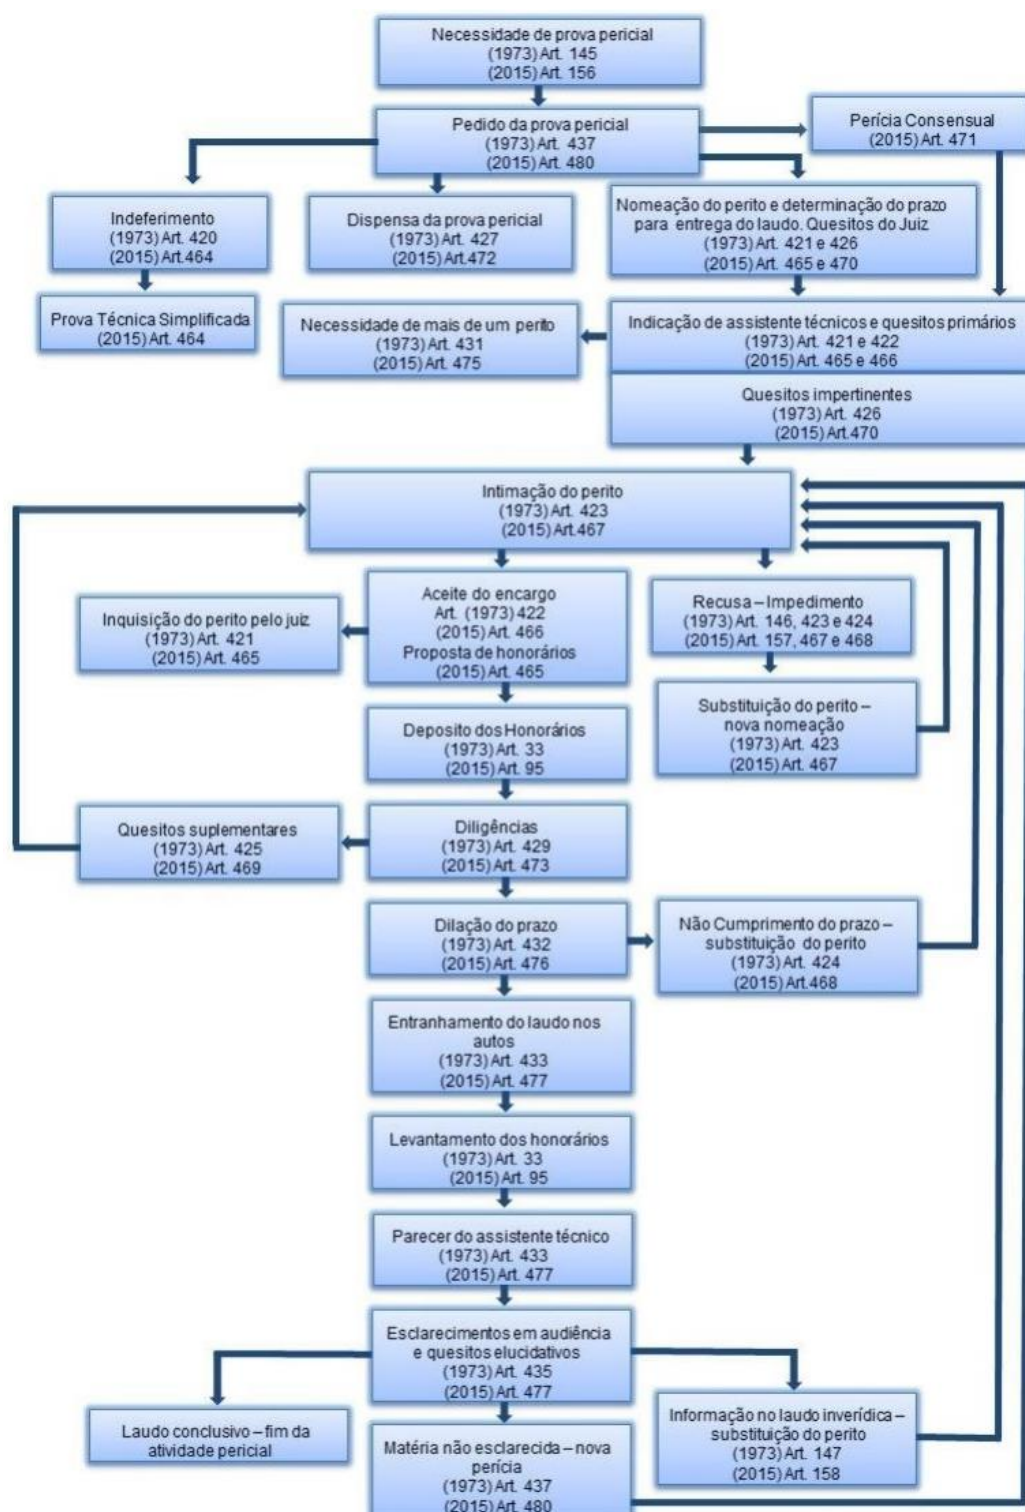 Necessidade de prova pericial
(1973) Art. 145
(2015) Art. 156
Pedido da prova pericial
(1973) Art. 437
(2015) Art. 480
Perícia Consensual
(2015) Art. 471
Indeferimento
(1973) Art. 420
(2015) Art.464
Dispensa da prova pericial
(1973) Art. 427
(2015) Art.472
Nomeação do perito e determinação do prazo
para entrega do laudo. Quesitos do Juiz
(1973) Art. 421 e 426
(2015) Art. 465 e 470
Prova Técnica Simplificada
(2015) Art. 464
Necessidade de mais de um perito
(1973) Art. 431
(2015) Art. 475
Indicação de assistente técnicos e quesitos primários
(1973) Art. 421 e 422
(2015) Art. 465 e 466
Quesitos impertinentes
(1973) Art. 426
(2015) Art.470
Intimação do perito
(1973) Art. 423
(2015) Art.467
Inquisição do perito pelo juiz
(1973) Art. 421
(2015) Art. 465
Aceite do encargo
Art. (1973) 422
(2015) Art. 466
Proposta de honorários
(2015) Art. 465
Recusa – Impedimento
(1973) Art. 146, 423 e 424
(2015) Art. 157, 467 e 468
Substituição do perito –
nova nomeação
(1973) Art. 423
(2015) Art. 467
Deposito dos Honorários
(1973) Art. 33
(2015) Art. 95
Quesitos suplementares
(1973) Art. 425
(2015) Art. 469
Diligências
(1973) Art. 429
(2015) Art. 473
Dilação do prazo
(1973) Art. 432
(2015) Art. 476
Não Cumprimento do prazo –
substituição do perito
(1973) Art. 424
(2015) Art.468
Entranhamento do laudo nos
autos
(1973) Art. 433
(2015) Art. 477
Levantamento dos honorários
(1973) Art. 33
(2015) Art. 95
Parecer do assistente técnico
(1973) Art. 433
(2015) Art. 477
Esclarecimentos em audiência
e quesitos elucidativos
(1973) Art. 435
(2015) Art. 477
Laudo conclusivo – fim da
atividade pericial
Informação no laudo inverídica –
substituição do perito
(1973) Art. 147
(2015) Art. 158
Matéria não esclarecida – nova
perícia
(1973) Art. 437
(2015) Art. 480